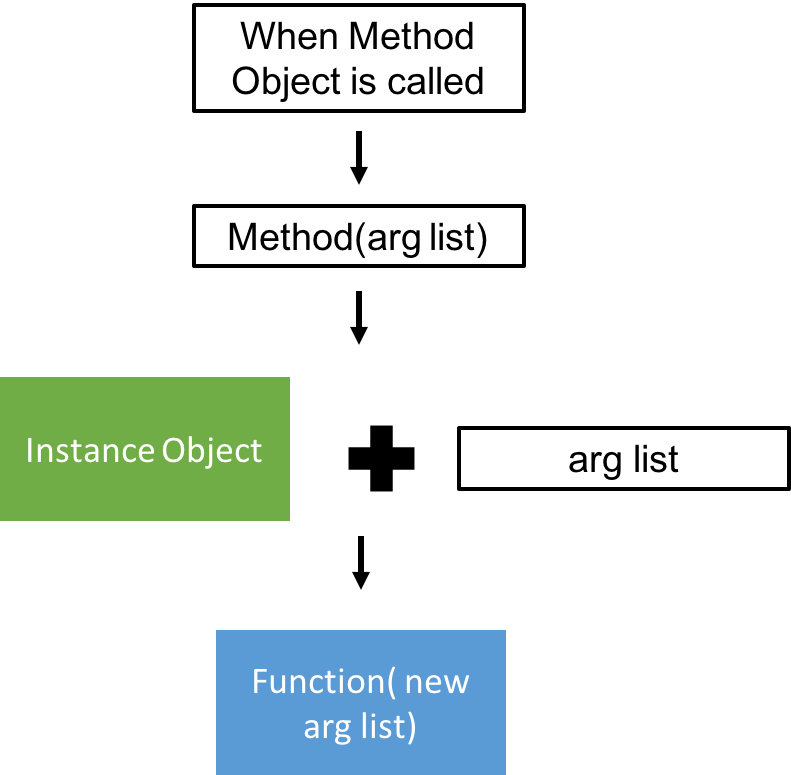 When Method
Object is called
Method(arg list)
Instance Object
arg list
Function( new
arg list)